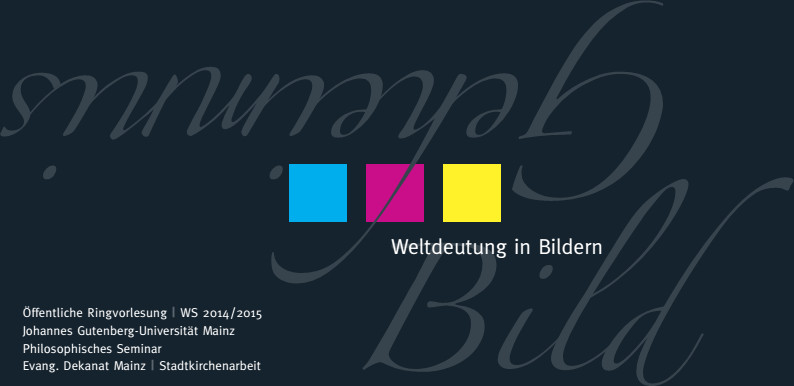 Geheimnis
Weltdeutung in Bildern
Bild
Öffentliche Ringvorlesung | WS 2014/2015
Johannes Gutenberg-Universität Mainz
Philosophisches Seminar
Evang. Dekanat Mainz | Stadtkirchenarbeit